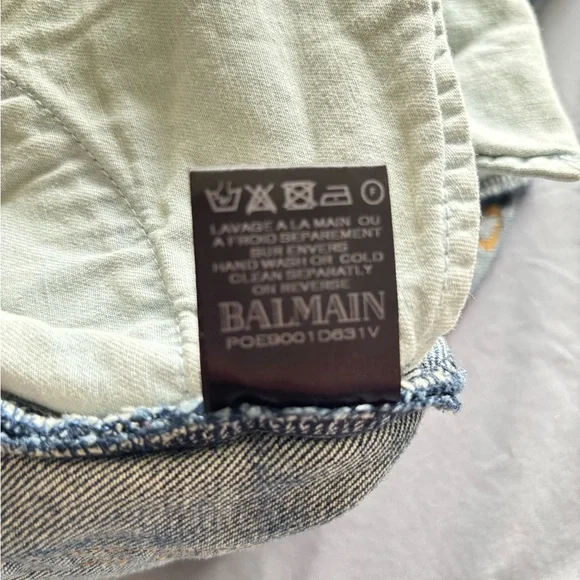 LAVAGE A LA MAIN OU
A FROID SEPAREMENT
SUR ENVERS
HAND WASH OR COLD
CLEAN SEPARATLY
ON REVERSE
BALMAIN
POE9001D631V